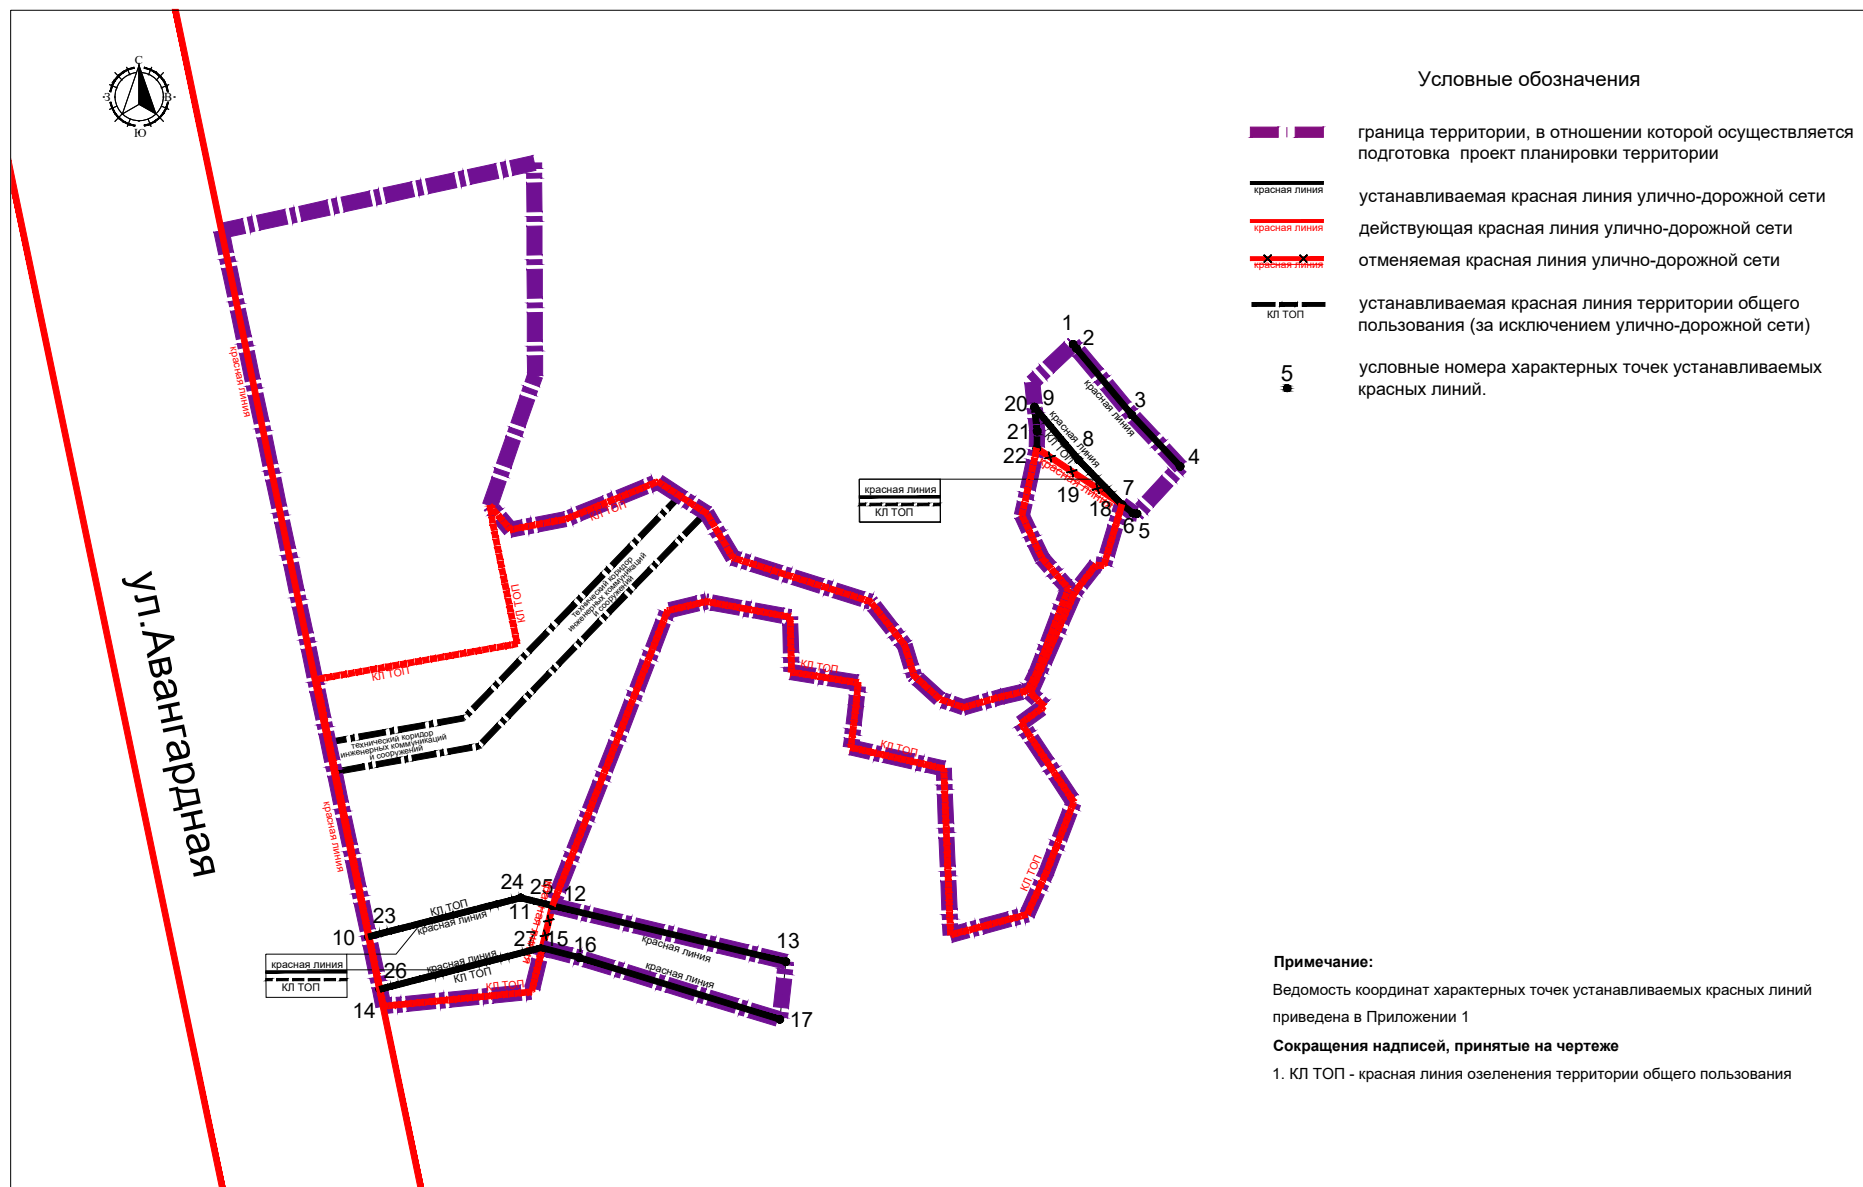 С
З
В
Ю
Условные обозначения
граница территории, в отношении которой осуществляется
подготовка проект планировки территории
красная линия
устанавливаемая красная линия улично-дорожной сети
красная линия
действующая красная линия улично-дорожной сети
красная линия
отменяемая красная линия улично-дорожной сети
КЛ ТОП
устанавливаемая красная линия территории общего
пользования (за исключением улично-дорожной сети)
5
условные номера характерных точек устанавливаемых
красных линий.
ул.Авангардная
красная линия
красная линия
КЛ ТОП
КЛ ТОП
КЛ ТОП
технический коридор
инженерных коммуникаций
и сооружений
технический коридор
инженерных коммуникаций
и сооружений
1
2
3
4
красная линия
20
9
21
22
8
красная линия
КЛ ТОП
красная линия
19
7
18
6
5
красная линия
КЛ ТОП
КЛ ТОП
КЛ ТОП
КЛ ТОП
24
25
12
23
11
10
КЛ ТОП
красная линия
красная линия
красная линия
13
27
15
16
26
красная линия
КЛ ТОП
красная линия
красная линия
КЛ ТОП
14
КЛ ТОП
17
Примечание:
Ведомость координат характерных точек устанавливаемых красных линий
приведена в Приложении 1
Сокращения надписей, принятые на чертеже
1. КЛ ТОП - красная линия озеленения территории общего пользования